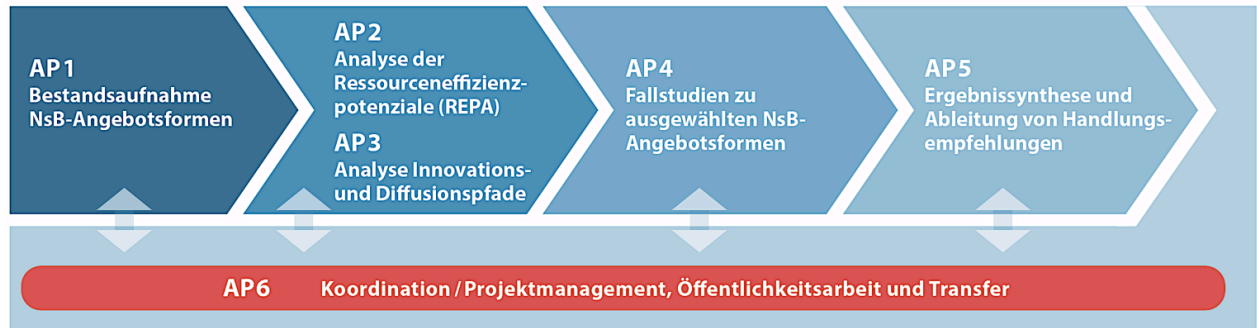 AP1
Bestandsaufnahme
NsB-Angebotsformen
AP2
Analyse der
Ressourceneffizienz-
potenziale (REPA)
AP3
Analyse Innovations-
und Diffusionspfade
AP4
Fallstudien zu
ausgewählten NsB-
Angebotsformen
AP5
Ergebnissynthese und
Ableitung von Handlungs-
empfehlungen
AP6 Koordination / Projektmanagement, Öffentlichkeitsarbeit und Transfer